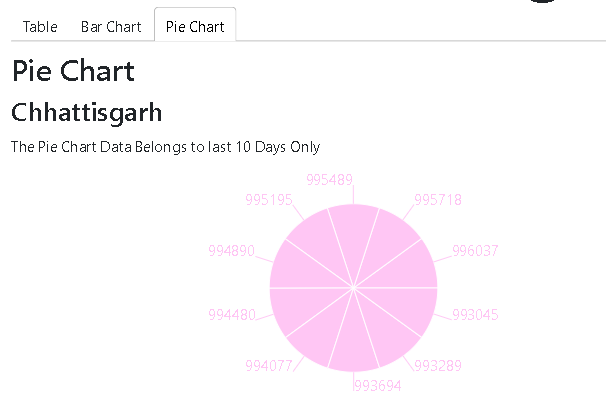 Table Bar Chart Pie Chart
Pie Chart
Chhattisgarh
The Pie Chart Data Belongs to last 10 Days Only
995489
995195 995718
994890 996037
994480 993045
994077 993289
993694